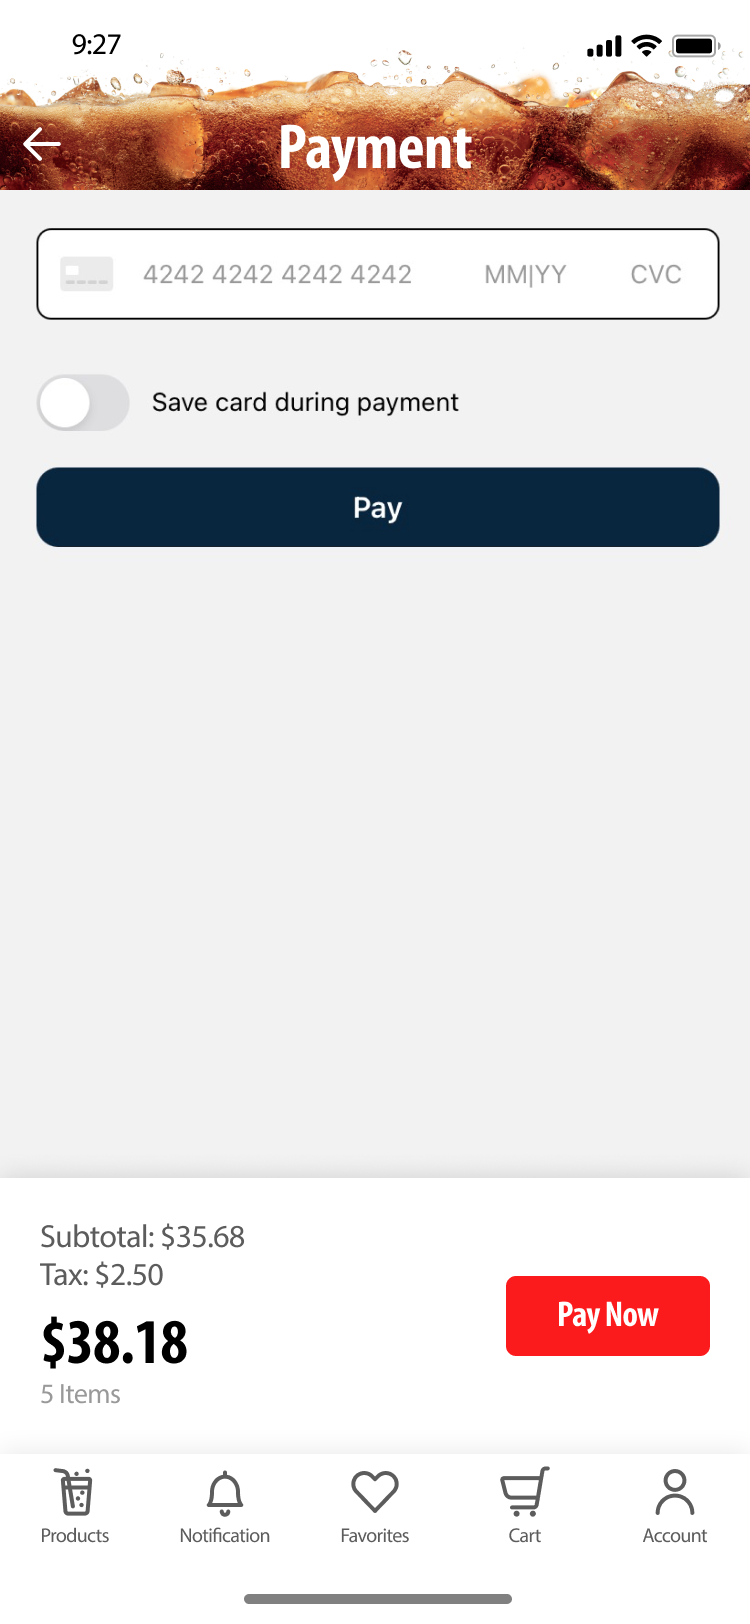 9:27
Payment
4242 4242 4242 4242 MM|YY CVC
Save card during payment
Pay
Subtotal: $35.68
Tax: $2.50
$38.18
5 Items
Pay Now
Products Notification Favorites Cart Account